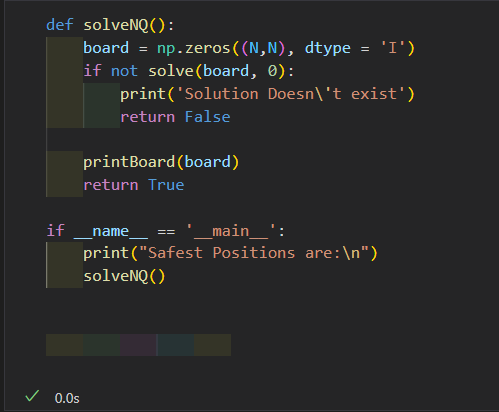 def solveNQ():
    board = np.zeros((N,N), dtype = 'I')
    if not solve(board, 0):
        print('Solution Doesn\'t exist')
        return False
    printBoard(board)
    return True
if __name__ == '__main__':
    print("Safest Positions are:\n")
    solveNQ()
0.0s